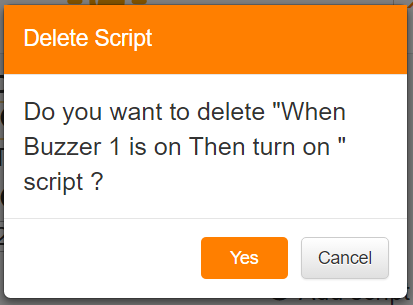 Delete Script
Do you want to delete "When
Buzzer 1 is on Then turn on "
script ?
Yes
Cancel